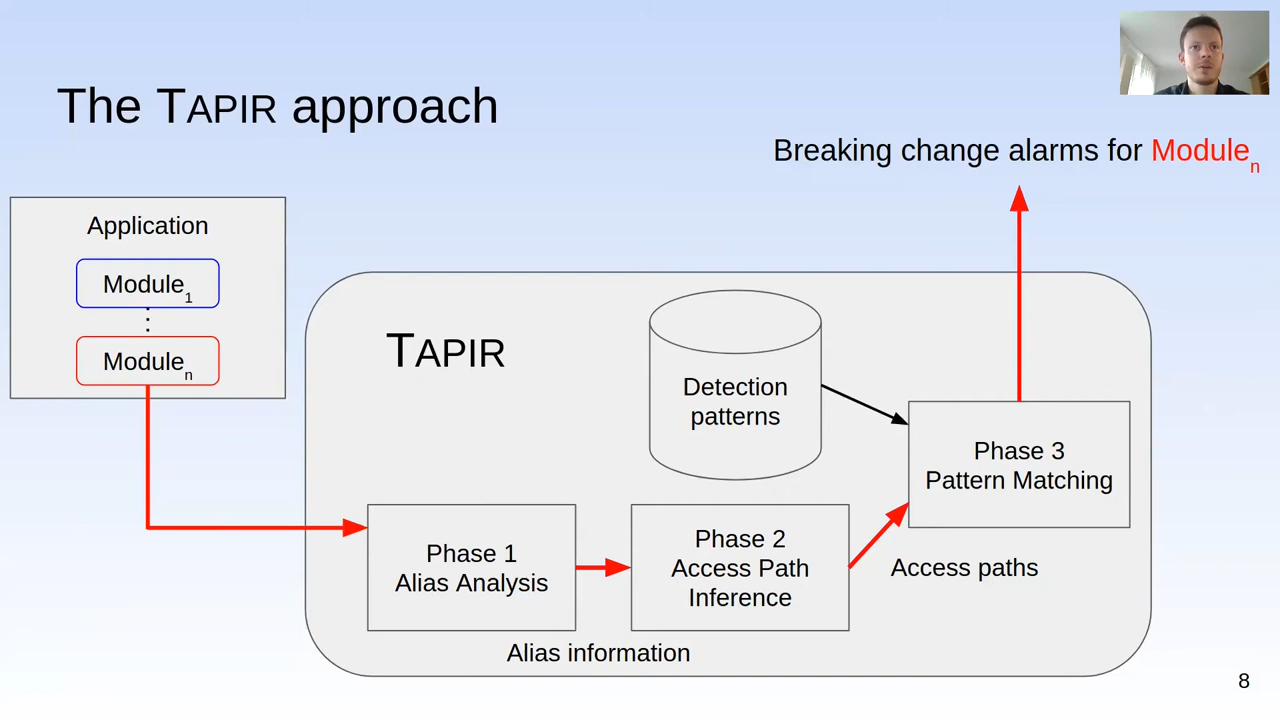 The TAPIR approach
Breaking change alarms for Moduleₙ
Application
Module₁
⋮
Moduleₙ
TAPIR
Detection
patterns
Phase 3
Pattern Matching
Phase 1
Alias Analysis
Phase 2
Access Path
Inference
Access paths
Alias information
8